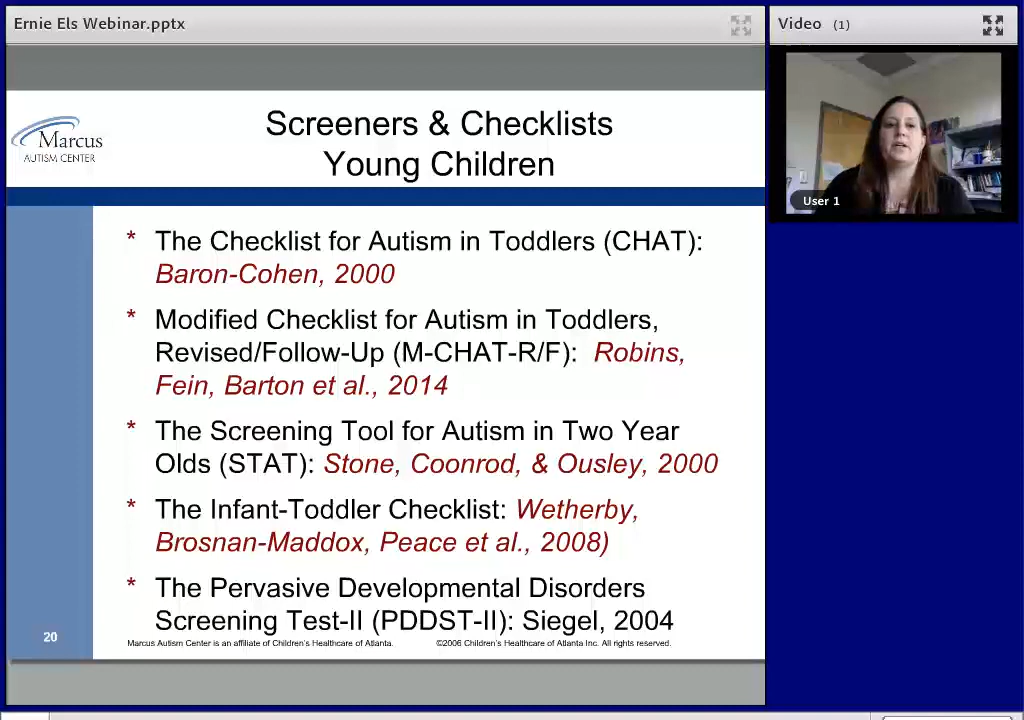 Ernie Els Webinar.pptx
Video (1)
User 1
Marcus
AUTISM CENTER
Screeners & Checklists
Young Children
* The Checklist for Autism in Toddlers (CHAT):
Baron-Cohen, 2000
* Modified Checklist for Autism in Toddlers,
Revised/Follow-Up (M-CHAT-R/F): Robins,
Fein, Barton et al., 2014
* The Screening Tool for Autism in Two Year
Olds (STAT): Stone, Coonrod, & Ousley, 2000
* The Infant-Toddler Checklist: Wetherby,
Brosnan-Maddox, Peace et al., 2008)
* The Pervasive Developmental Disorders
Screening Test-II (PDDST-II): Siegel, 2004
20
Marcus Autism Center is an affiliate of Children's Healthcare of Atlanta. ©2006 Children's Healthcare of Atlanta Inc. All rights reserved.